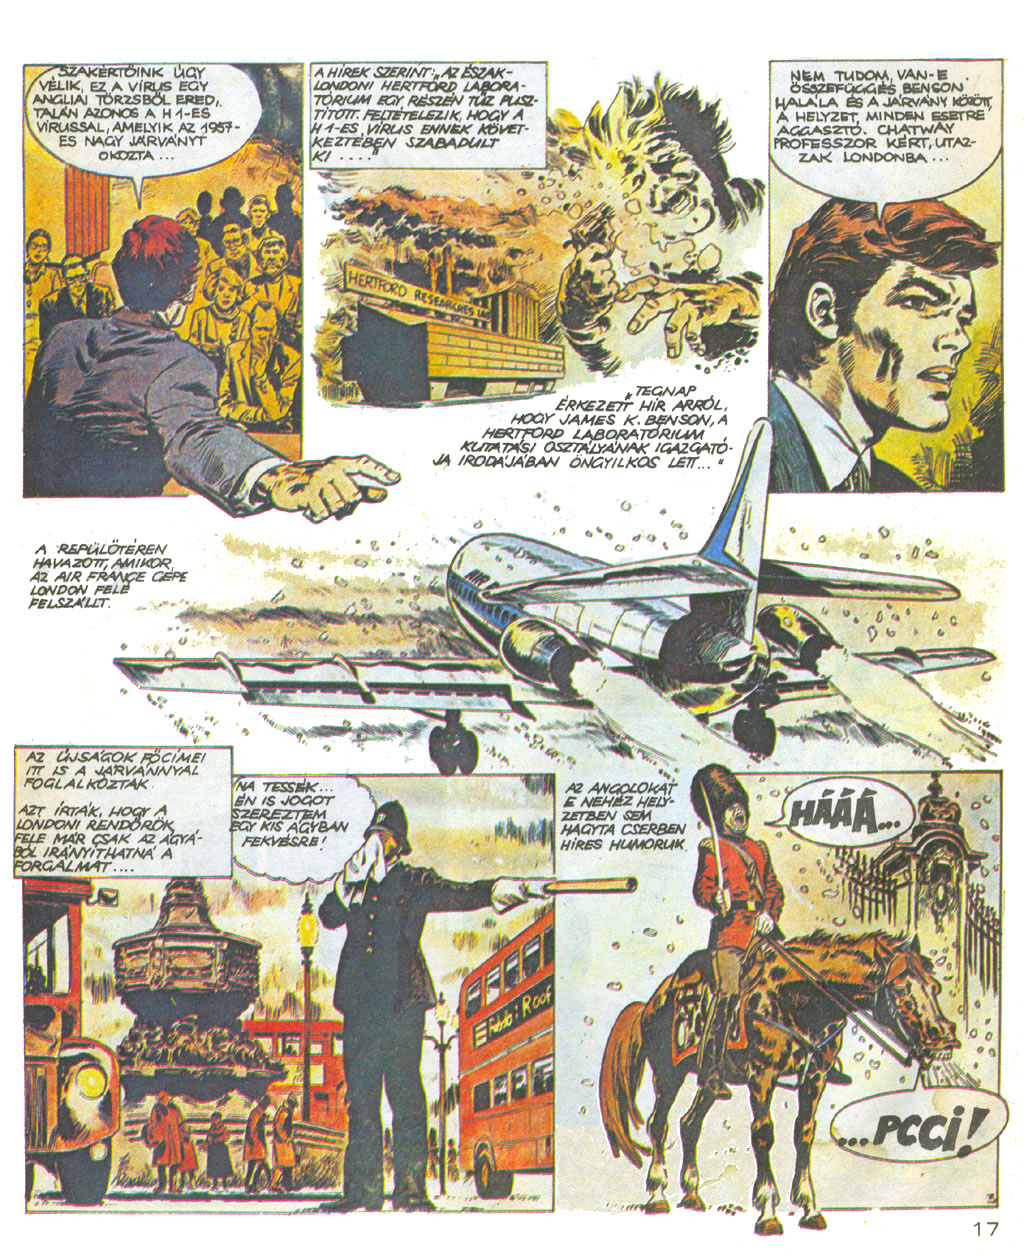 SZAKÉRTŐINK ÚGY
VÉLIK, EZ A VÍRUS EGY
ANGLIAI TÖRZSBŐL ERED,
TALÁN AZONOS A H1-ES
VÍRUSSAL, AMELYIK AZ 1957-
ES NAGY JÁRVÁNYT
OKOZTA...
A HÍREK SZERINT: „AZ ÉSZAK-
LONDONI HERTFORD LABORA-
TÓRIUM EGY RÉSZÉN TŰZ PUSZ-
TÍTOTT. FELTÉTELEZIK, HOGY A
H1-ES VÍRUS ENNEK KÖVET-
KEZTÉBEN SZABADULT
KI...."
HERTFORD RESEARCHES
„TEGNAP
ÉRKEZETT HÍR ARRÓL,
HOGY JAMES K. BENSON, A
HERTFORD LABORATÓRIUM
KUTATÁSI OSZTÁLYÁNAK IGAZGATÓ-
JA IRODÁJÁBAN ÖNGYILKOS LETT..."
NEM TUDOM, VAN-E
ÖSSZEFÜGGÉS BENSON
HALÁLA ÉS A JÁRVÁNY KÖZÖTT,
A HELYZET, MINDEN ESETRE
AGGASZTÓ. CHATWAY
PROFESSZOR KÉRT, UTAZ-
ZAK LONDONBA...
A REPÜLŐTÉREN
HAVAZOTT, AMIKOR,
AZ AIR FRANCE GÉPE
LONDON FELÉ
FELSZÁLLT.
AIR F
AZ ÚJSÁGOK FŐCÍMEI
ITT IS A JÁRVÁNNYAL
FOGLALKOZTAK.
AZT ÍRTÁK, HOGY A
LONDONI RENDŐRÖK
FELE MÁR CSAK AZ ÁGYÁ-
BÓL IRÁNYÍTHATNÁ A
FORGALMAT....
NA TESSÉK...
ÉN IS JOGOT
SZEREZTEM
EGY KIS ÁGYBAN
FEKVÉSRE!
ROOF
AZ ANGOLOKAT
E NEHÉZ HELY-
ZETBEN SEM
HAGYTA CSERBEN
HÍRES HUMORUK.
HÁÁÁ...
...PCCI!
17